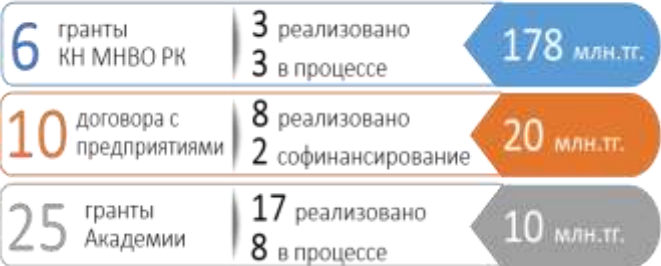 6 гранты КН МНВО РК 3 реализовано 3 в процессе 178 млн.тг.
10 договора с предприятиями 8 реализовано 2 софинансирование 20 млн.тг.
25 гранты Академии 17 реализовано 8 в процессе 10 млн.тг.